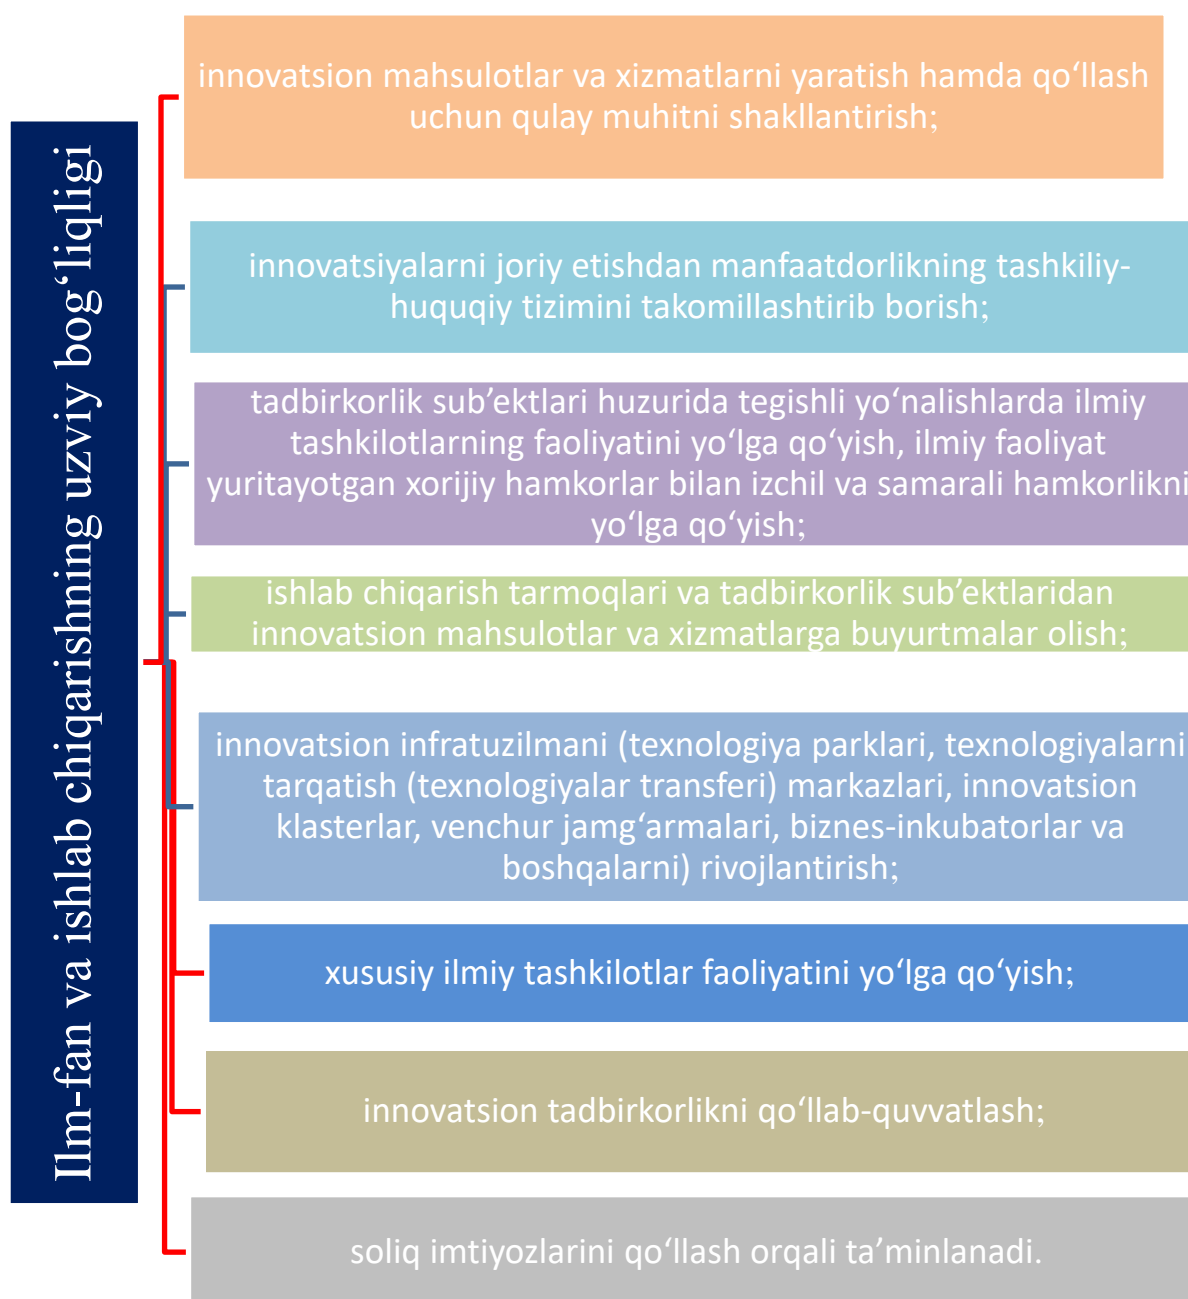 Ilm-fan va ishlab chiqarishning uzviy bog‘liqligi
innovatsion mahsulotlar va xizmatlarni yaratish hamda qo‘llash
uchun qulay muhitni shakllantirish;
innovatsiyalarni joriy etishdan manfaatdorlikning tashkiliy-
huquqiy tizimini takomillashtirib borish;
tadbirkorlik sub’ektlari huzurida tegishli yo‘nalishlarda ilmiy
tashkilotlarning faoliyatini yo‘lga qo‘yish, ilmiy faoliyat
yuritayotgan xorijiy hamkorlar bilan izchil va samarali hamkorlikni
yo‘lga qo‘yish;
ishlab chiqarish tarmoqlari va tadbirkorlik sub’ektlaridan
innovatsion mahsulotlar va xizmatlarga buyurtmalar olish;
innovatsion infratuzilmani (texnologiya parklari, texnologiyalarni
tarqatish (texnologiyalar transferi) markazlari, innovatsion
klasterlar, venchur jamg‘armalari, biznes-inkubatorlar va
boshqalarni) rivojlantirish;
xususiy ilmiy tashkilotlar faoliyatini yo‘lga qo‘yish;
innovatsion tadbirkorlikni qo‘llab-quvvatlash;
soliq imtiyozlarini qo‘llash orqali ta’minlanadi.